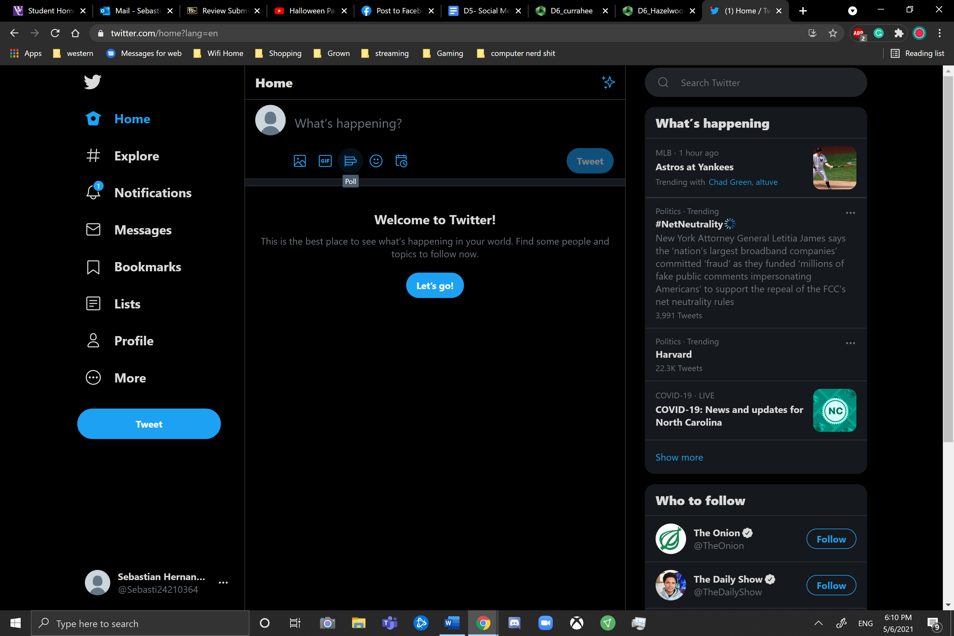 Student Hom
Mail - Sebasti
Review Subm
Halloween Pa
Post to Faceb
D5- Social Me
D6_currahee
D6_Hazelwoo
(1) Home / Tw
twitter.com/home?lang=en
ABP
2
Apps
western
Messages for web
Wifi Home
Shopping
Grown
streaming
Gaming
computer nerd shit
Reading list
Home
Explore
1
Notifications
Messages
Bookmarks
Lists
Profile
More
Tweet
Sebastian Hernan...
@Sebasti24210364
Home
What's happening?
GIF
Tweet
Poll
Welcome to Twitter!
This is the best place to see what's happening in your world. Find some people and
topics to follow now.
Let's go!
Search Twitter
What's happening
MLB · 1 hour ago
Astros at Yankees
Trending with Chad Green, altuve
Politics · Trending
#NetNeutrality
New York Attorney General Letitia James says
the 'nation's largest broadband companies'
committed 'fraud' as they funded 'millions of
fake public comments impersonating
Americans' to support the repeal of the FCC's
net neutrality rules
3,991 Tweets
Politics · Trending
Harvard
22.3K Tweets
COVID-19 · LIVE
COVID-19: News and updates for
North Carolina
NC
Show more
Who to follow
The Onion
@TheOnion
Follow
The Daily Show
@TheDailyShow
Follow
Type here to search
ENG
6:10 PM
5/6/2021
9